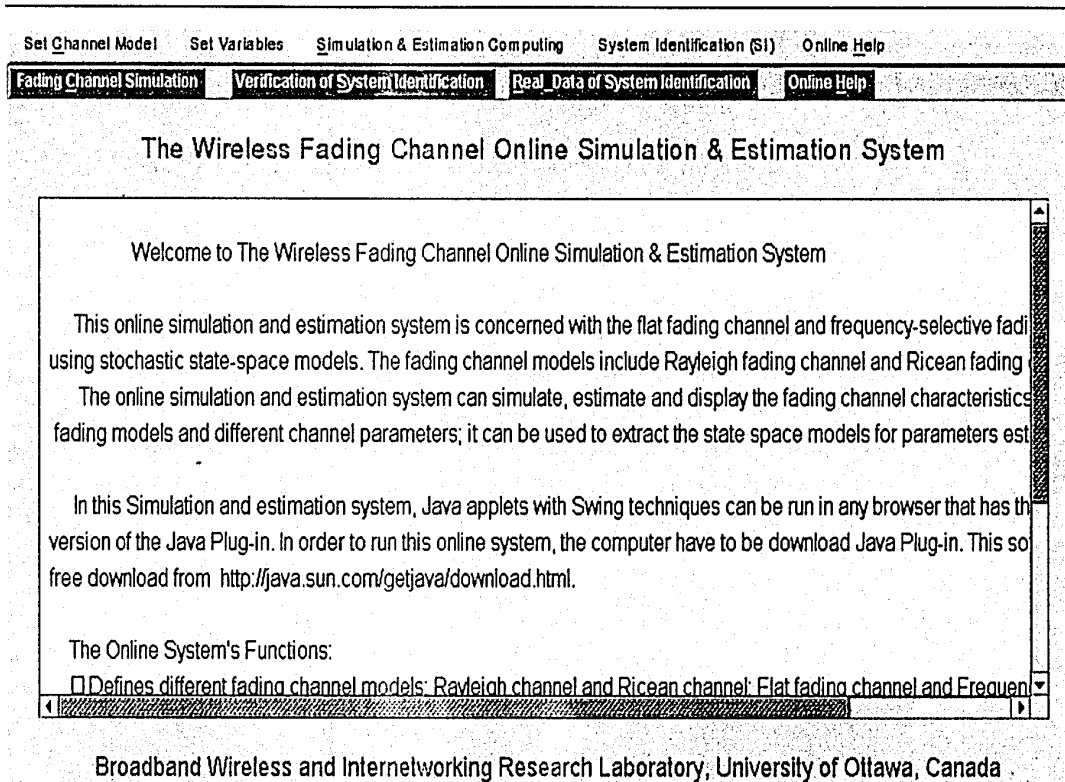 Set Channel Model Set Variables Simulation & Estimation Computing System Identification (SI) Online Help
Fading Channel Simulation Verification of System Identification Real_Data of System Identification Online Help
The Wireless Fading Channel Online Simulation & Estimation System
Welcome to The Wireless Fading Channel Online Simulation & Estimation System
This online simulation and estimation system is concerned with the flat fading channel and frequency-selective fadi
using stochastic state-space models. The fading channel models include Rayleigh fading channel and Ricean fading
The online simulation and estimation system can simulate, estimate and display the fading channel characteristics
fading models and different channel parameters; it can be used to extract the state space models for parameters est
In this Simulation and estimation system, Java applets with Swing techniques can be run in any browser that has th
version of the Java Plug-in. In order to run this online system, the computer have to be download Java Plug-in. This so
free download from http://java.sun.com/getjava/download.html.
The Online System's Functions:
Defines different fading channel models: Rayleigh channel and Ricean channel; Flat fading channel and Frequen
Broadband Wireless and Internetworking Research Laboratory, University of Ottawa, Canada